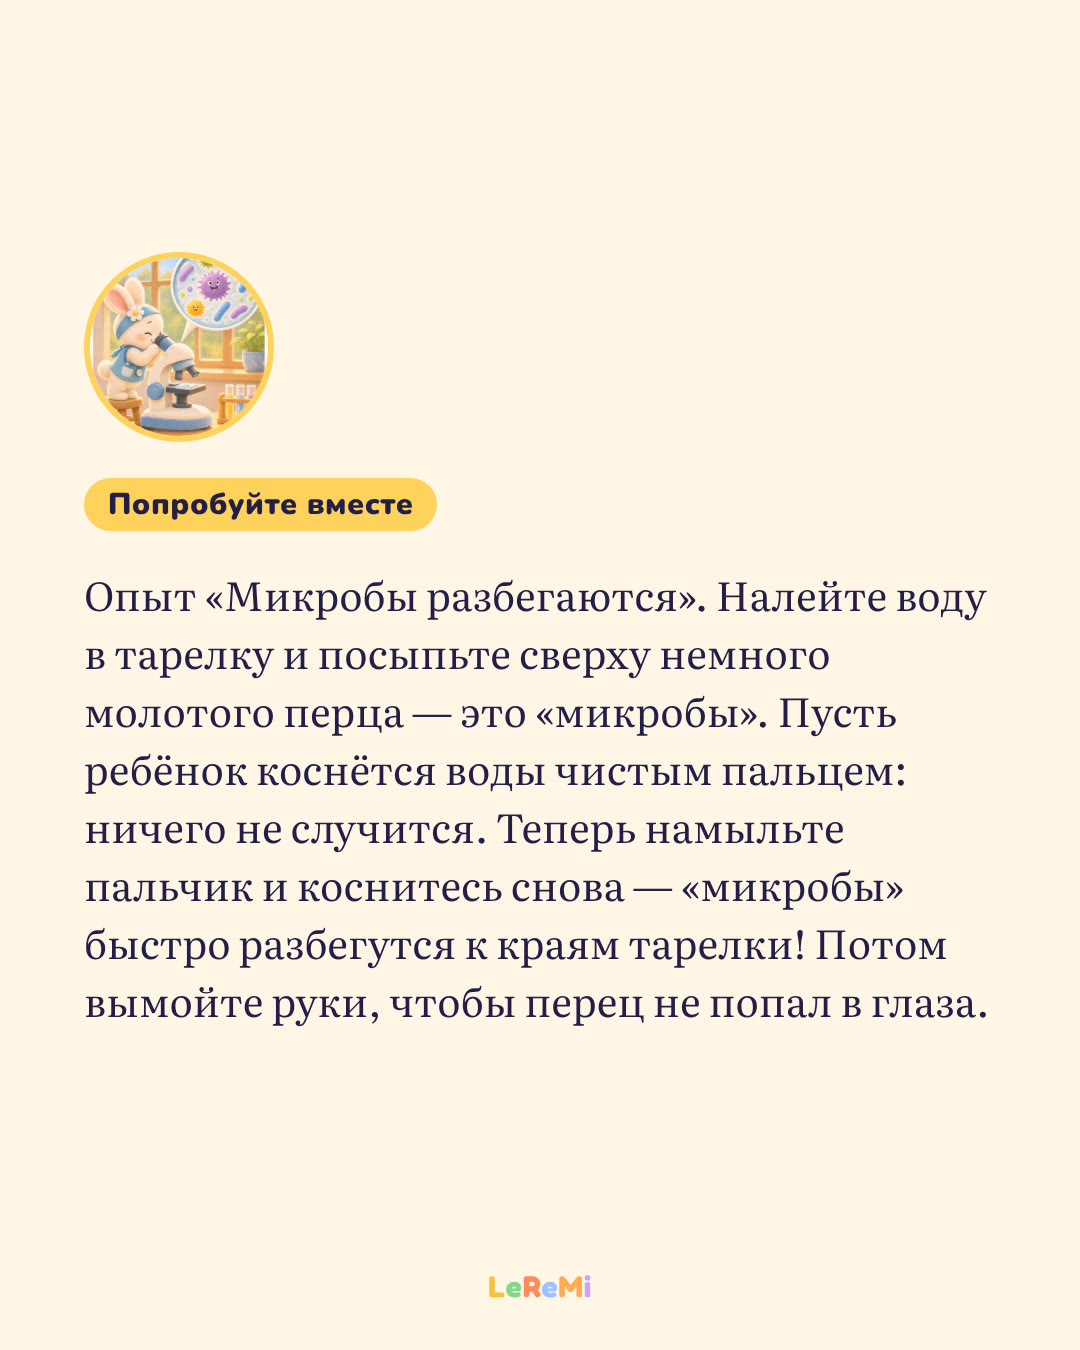 Попробуйте вместе
Опыт «Микробы разбегаются». Налейте воду
в тарелку и посыпьте сверху немного
молотого перца — это «микробы». Пусть
ребёнок коснётся воды чистым пальцем:
ничего не случится. Теперь намыльте
пальчик и коснитесь снова — «микробы»
быстро разбегутся к краям тарелки! Потом
вымойте руки, чтобы перец не попал в глаза.
LeReMi